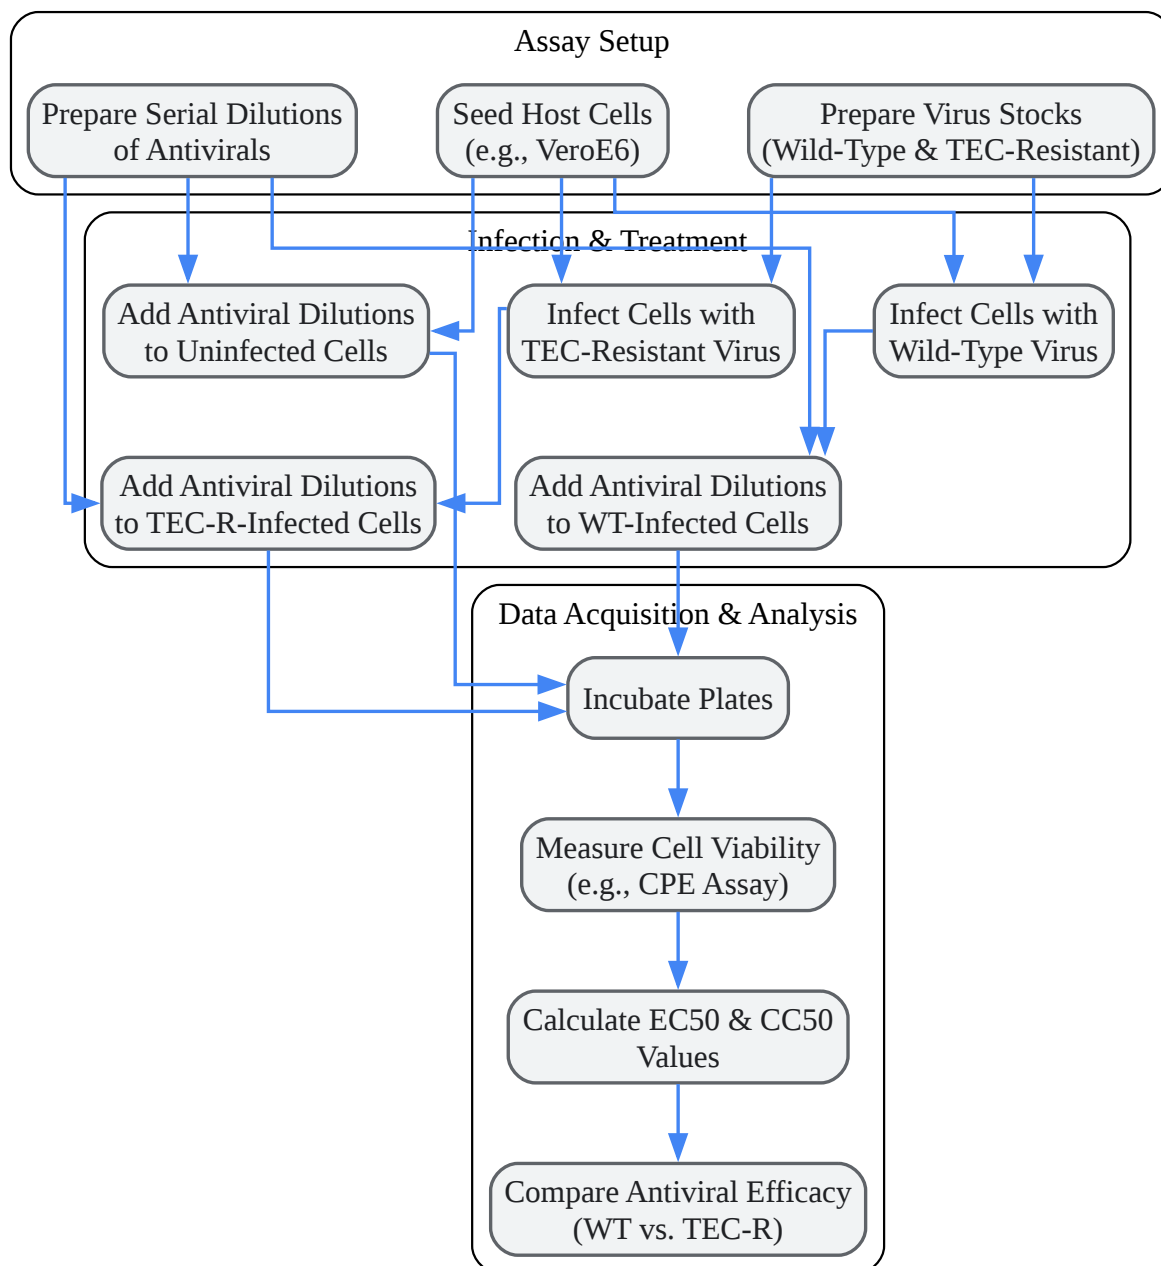 Assay Setup
Prepare Serial Dilutions
of Antivirals
Seed Host Cells
(e.g., VeroE6)
Prepare Virus Stocks
(Wild-Type & TEC-Resistant)
Infection & Treatment
Add Antiviral Dilutions
to Uninfected Cells
Infect Cells with
TEC-Resistant Virus
Infect Cells with
Wild-Type Virus
Add Antiviral Dilutions
to TEC-R-Infected Cells
Add Antiviral Dilutions
to WT-Infected Cells
Data Acquisition & Analysis
Incubate Plates
Measure Cell Viability
(e.g., CPE Assay)
Calculate EC50 & CC50
Values
Compare Antiviral Efficacy
(WT vs. TEC-R)